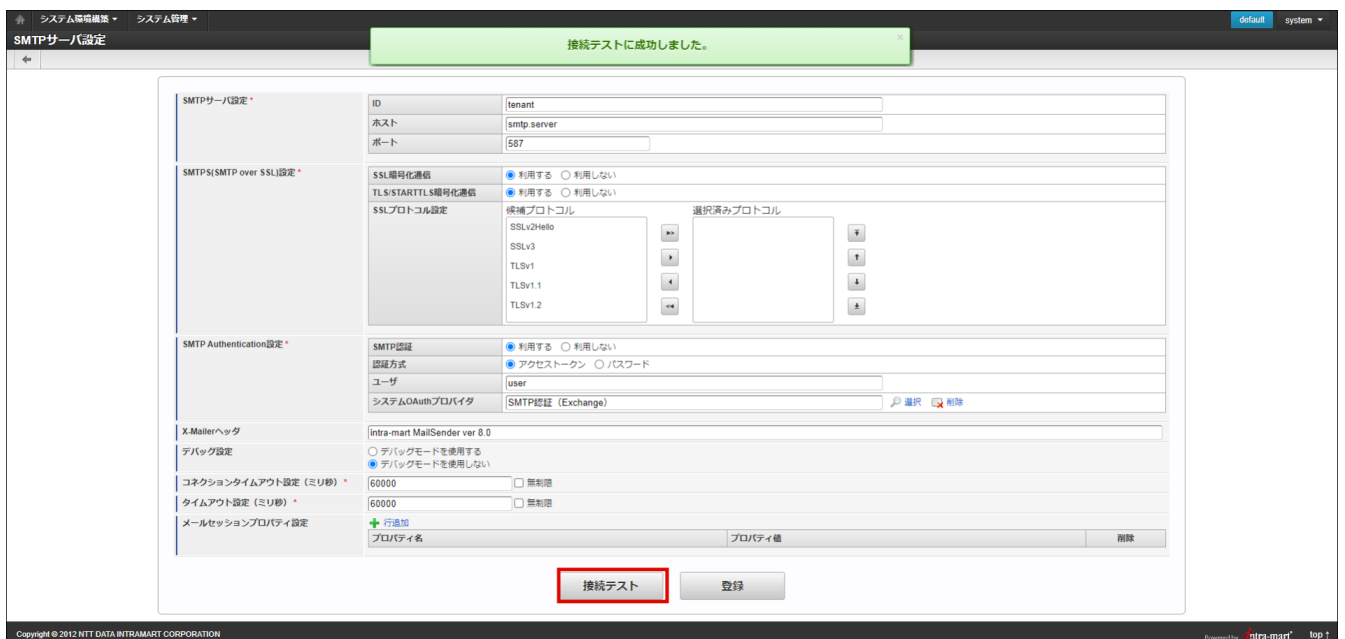 システム環境構築 ▾ システム管理 ▾ default system ▾
SMTPサーバ設定
接続テストに成功しました。 ×
SMTPサーバ設定 * ID tenant
ホスト smtp.server
ポート 587
SMTPS(SMTP over SSL)設定 * SSL暗号化通信 利用する 利用しない
TLS/STARTTLS暗号化通信 利用する 利用しない
SSLプロトコル設定 候補プロトコル 選択済みプロトコル
SSLv2Hello
SSLv3
TLSv1
TLSv1.1
TLSv1.2
SMTP Authentication設定 * SMTP認証 利用する 利用しない
認証方式 アクセストークン パスワード
ユーザ user
システムOAuthプロバイダ SMTP認証（Exchange） 選択 削除
X-Mailerヘッダ intra-mart MailSender ver 8.0
デバッグ設定 デバッグモードを使用する
デバッグモードを使用しない
コネクションタイムアウト設定（ミリ秒） * 60000 無制限
タイムアウト設定（ミリ秒） * 60000 無制限
メールセッションプロパティ設定 行追加
プロパティ名 プロパティ値 削除
接続テスト 登録
Copyright © 2012 NTT DATA INTRAMART CORPORATION Powered by intra-mart top ↑